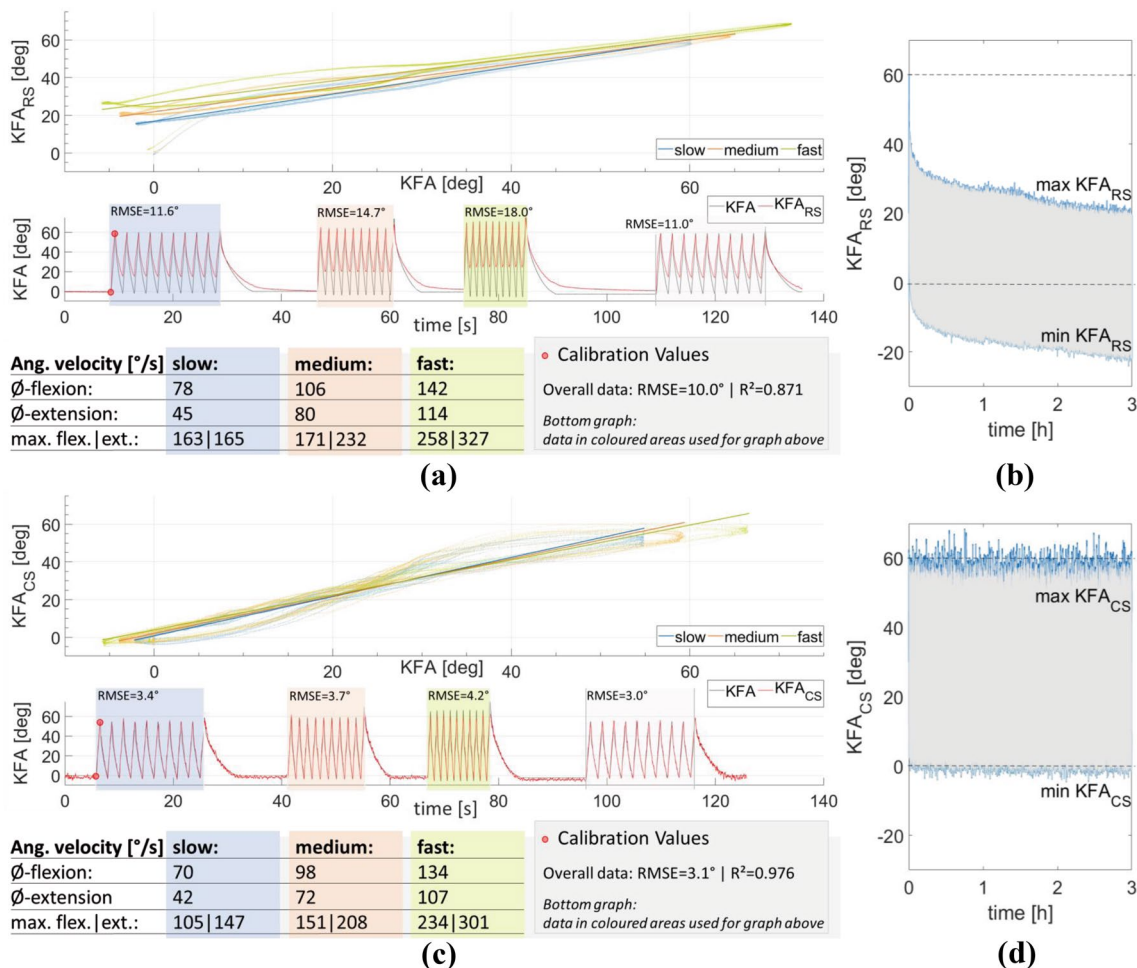 60
40
20
0
KFA_RS [deg]
slow medium fast
0 20 40 60
KFA [deg]
RMSE=11.6° RMSE=14.7° RMSE=18.0° RMSE=11.0°
KFA KFA_RS
60
40
20
0
KFA [deg]
0 20 40 60 80 100 120 140
time [s]
Ang. velocity [°/s] slow: medium: fast:
Ø-flexion: 78 106 142
Ø-extension: 45 80 114
max. flex.|ext.: 163|165 171|232 258|327
Calibration Values
Overall data: RMSE=10.0° | R²=0.871
Bottom graph:
data in coloured areas used for graph above
(a)
60
40
20
0
-20
KFA_RS [deg]
max KFA_RS
min KFA_RS
0 1 2 3
time [h]
(b)
60
40
20
0
KFA_CS [deg]
slow medium fast
0 20 40 60
KFA [deg]
RMSE=3.4° RMSE=3.7° RMSE=4.2° RMSE=3.0°
KFA KFA_CS
60
40
20
0
KFA [deg]
0 20 40 60 80 100 120 140
time [s]
Ang. velocity [°/s] slow: medium: fast:
Ø-flexion: 70 98 134
Ø-extension 42 72 107
max. flex.|ext.: 105|147 151|208 234|301
Calibration Values
Overall data: RMSE=3.1° | R²=0.976
Bottom graph:
data in coloured areas used for graph above
(c)
60
40
20
0
-20
KFA_CS [deg]
max KFA_CS
min KFA_CS
0 1 2 3
time [h]
(d)